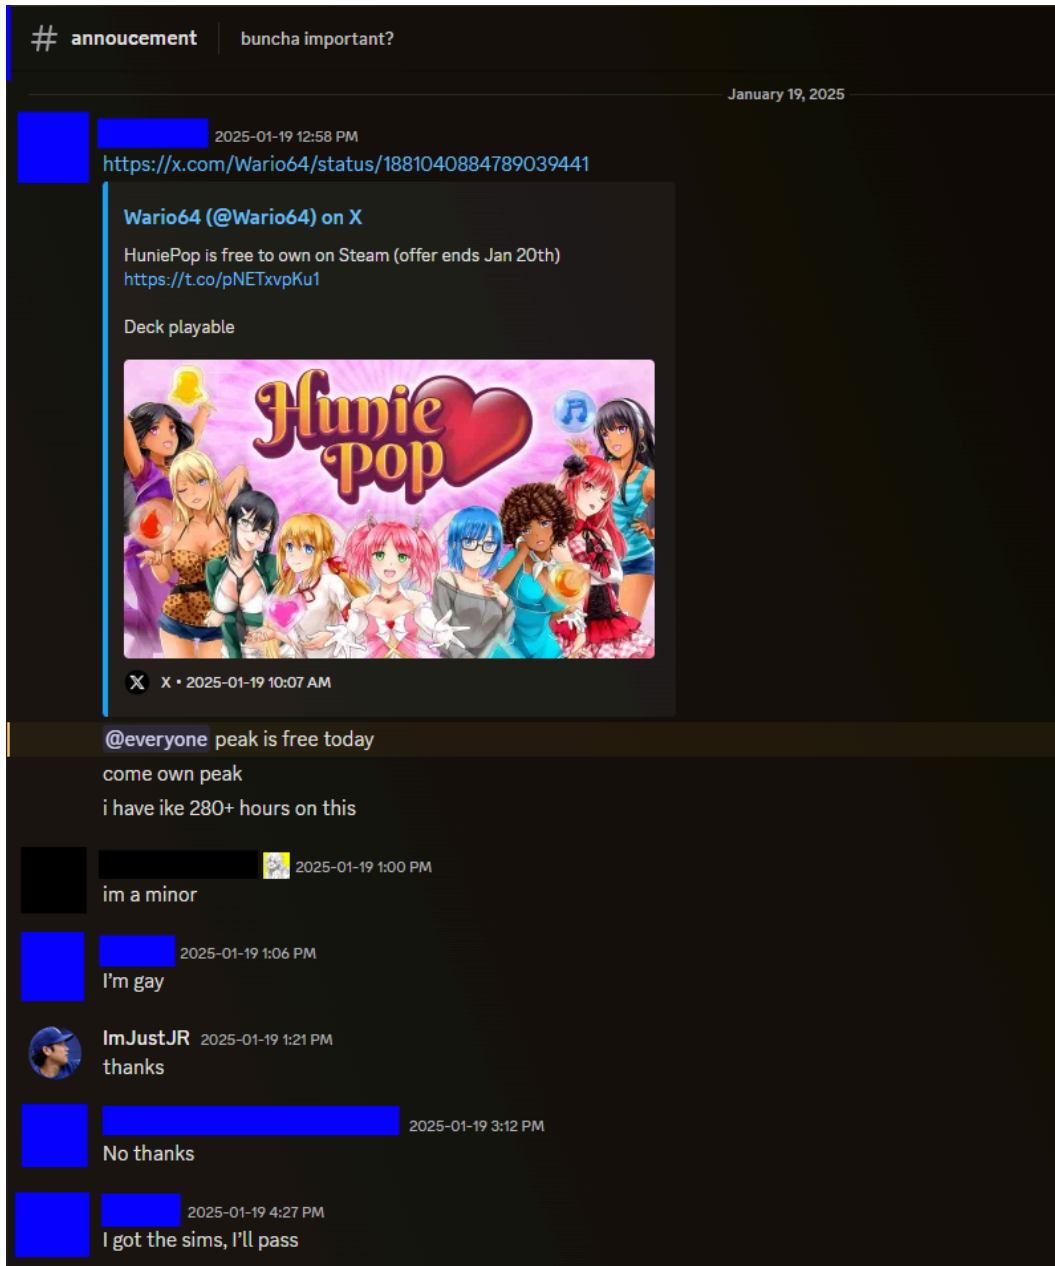 # annoucement buncha important?
January 19, 2025
2025-01-19 12:58 PM
https://x.com/Wario64/status/1881040884789039441
Wario64 (@Wario64) on X
HuniePop is free to own on Steam (offer ends Jan 20th)
https://t.co/pNETxvpKu1
Deck playable
Hunie
Pop
X • 2025-01-19 10:07 AM
@everyone peak is free today
come own peak
i have ike 280+ hours on this
2025-01-19 1:00 PM
im a minor
2025-01-19 1:06 PM
I'm gay
ImJustJR 2025-01-19 1:21 PM
thanks
2025-01-19 3:12 PM
No thanks
2025-01-19 4:27 PM
I got the sims, I'll pass